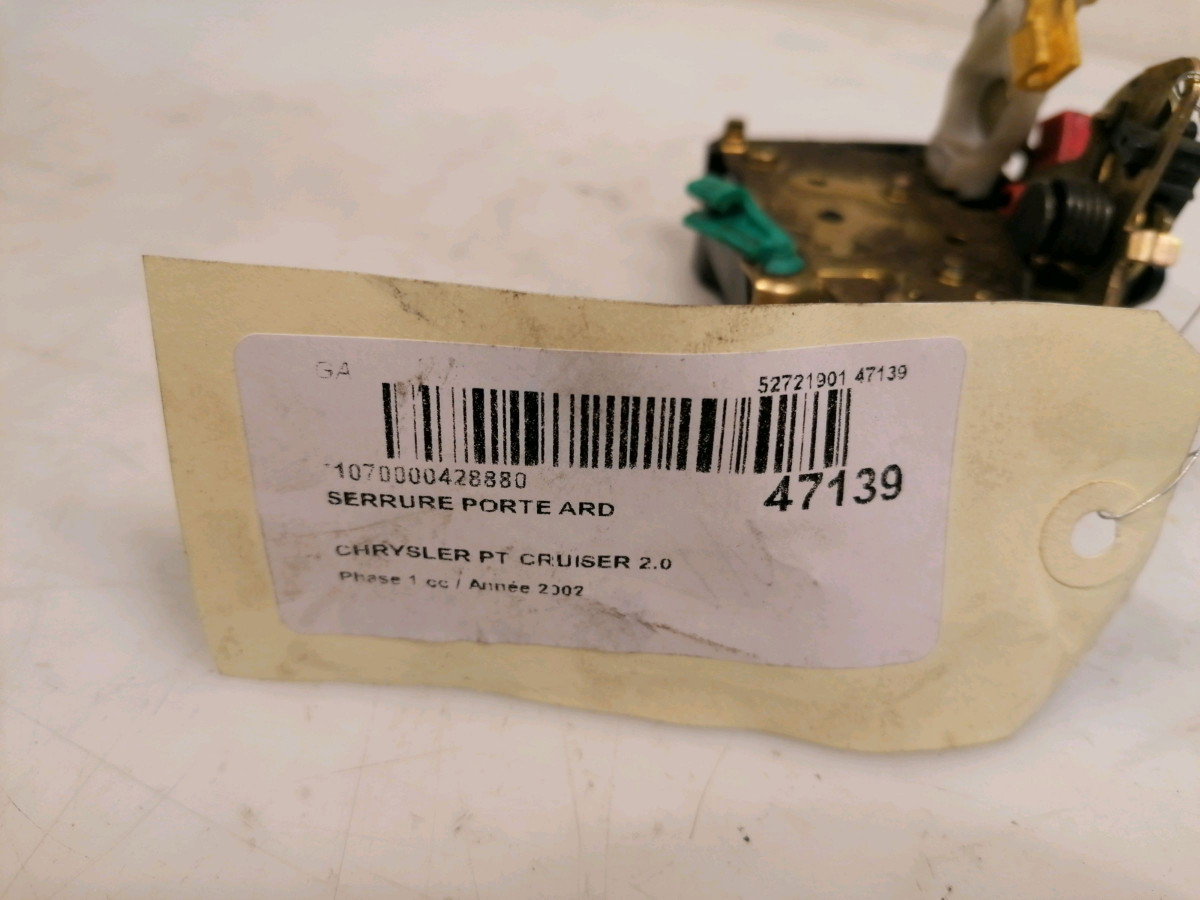 GA
52721901 47139
1070000428880
47139
SERRURE PORTE ARD
CHRYSLER PT CRUISER 2.0
Phase 1 cc / Année 2002